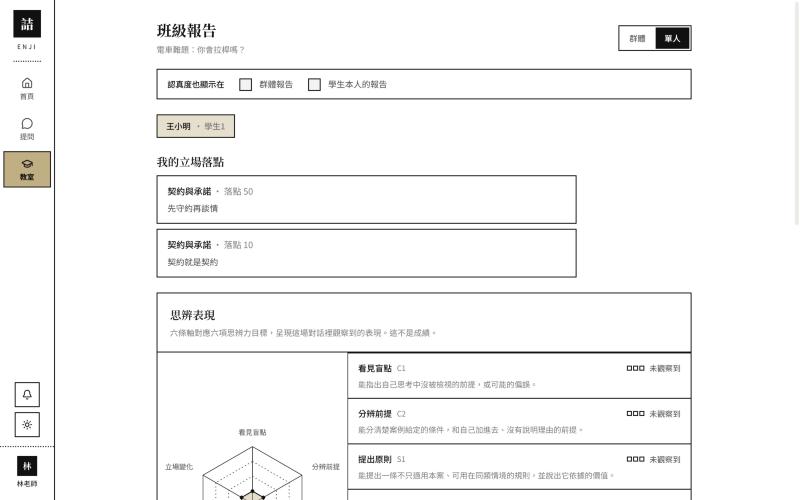 詰
ENJI
首頁
提問
教室
林
林老師
班級報告
電車難題：你會拉桿嗎？
群體 單人
認真度也顯示在 群體報告 學生本人的報告
王小明 · 學生1
我的立場落點
契約與承諾 · 落點 50
先守約再談情
契約與承諾 · 落點 10
契約就是契約
思辨表現
六條軸對應六項思辨力目標，呈現這場對話裡觀察到的表現。這不是成績。
看見盲點
立場變化 分辨前提
看見盲點 C1 未觀察到
能指出自己思考中沒被檢視的前提，或可能的偏誤。
分辨前提 C2 未觀察到
能分清楚案例給定的條件，和自己加進去、沒有說明理由的前提。
提出原則 S1 未觀察到
能提出一條不只適用本案、可用在同類情境的規則，並說出它依據的價值。